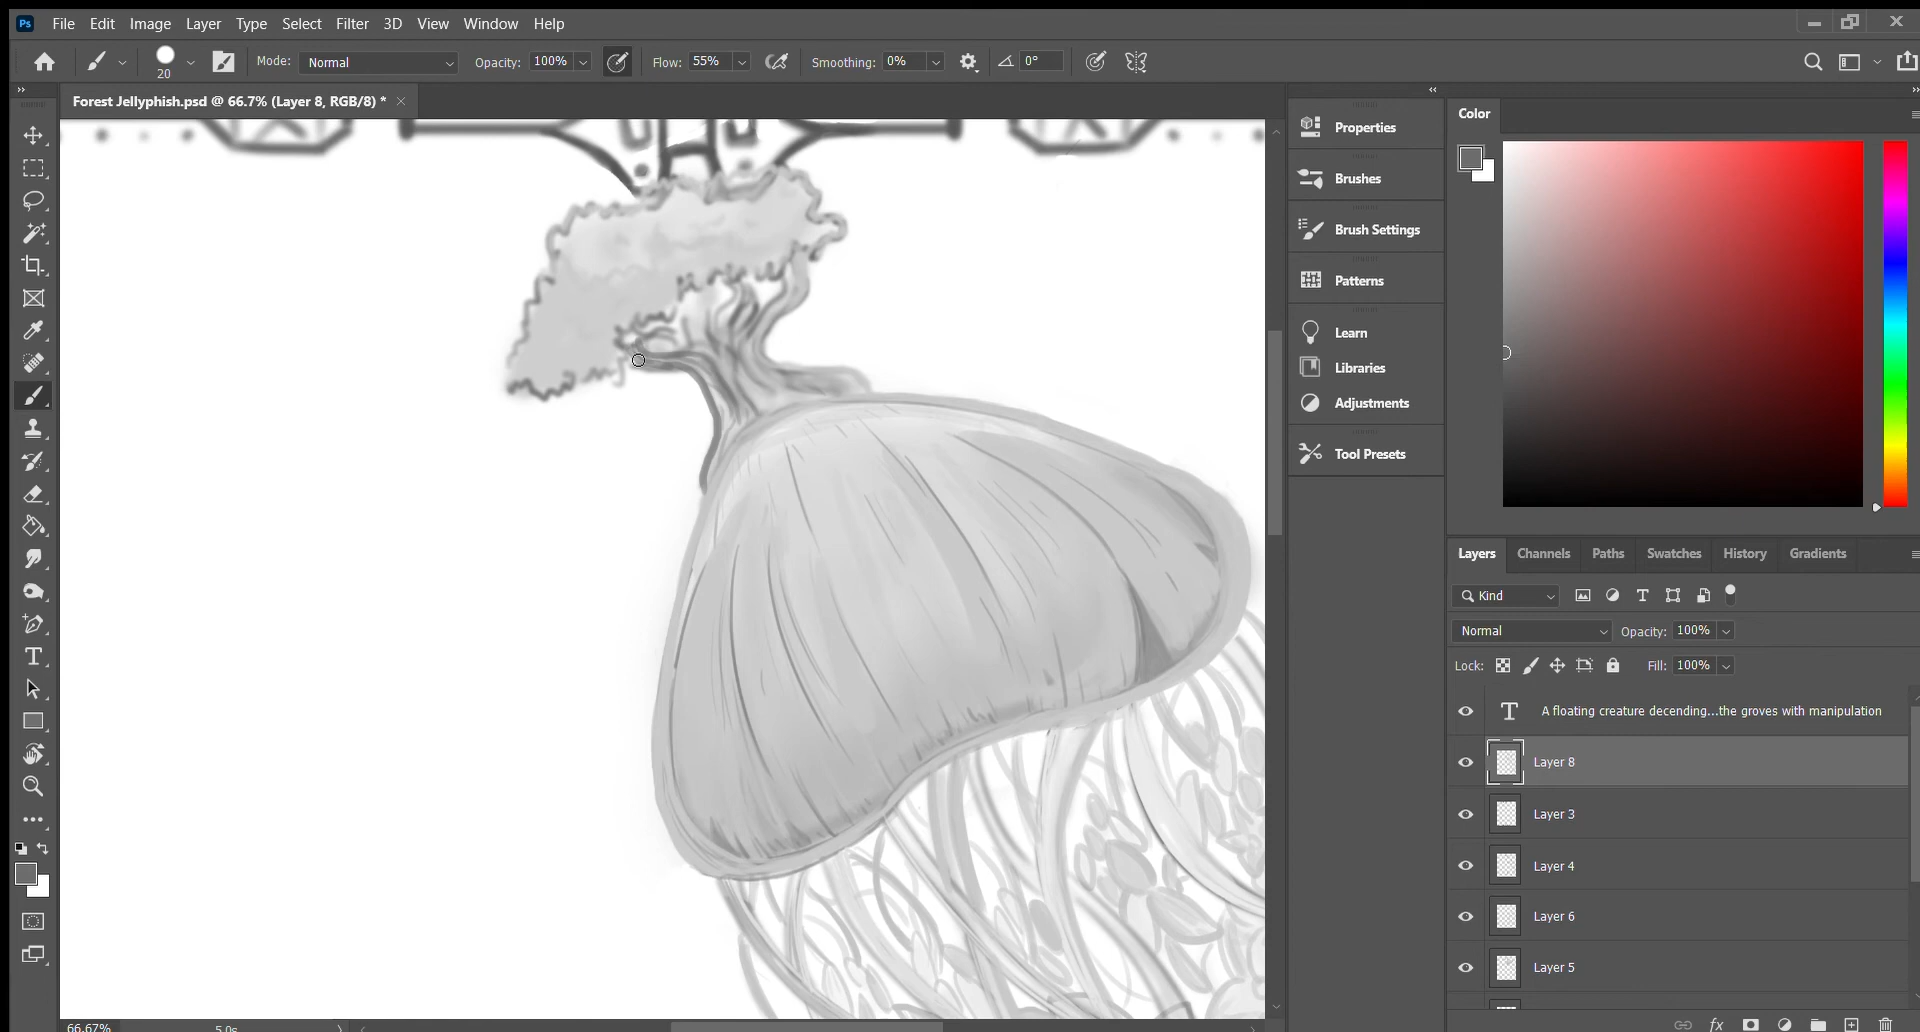 Ps File Edit Image Layer Type Select Filter 3D View Window Help
20 Mode: Normal Opacity: 100% Flow: 55% Smoothing: 0% 0°
Forest Jellyphish.psd @ 66.7% (Layer 8, RGB/8) *
Properties
Brushes
Brush Settings
Patterns
Learn
Libraries
Adjustments
Tool Presets
Color
Layers Channels Paths Swatches History Gradients
Kind
Normal Opacity: 100%
Lock: Fill: 100%
A floating creature decending...the groves with manipulation
Layer 8
Layer 3
Layer 4
Layer 6
Layer 5
fx
66.67% 5.0s